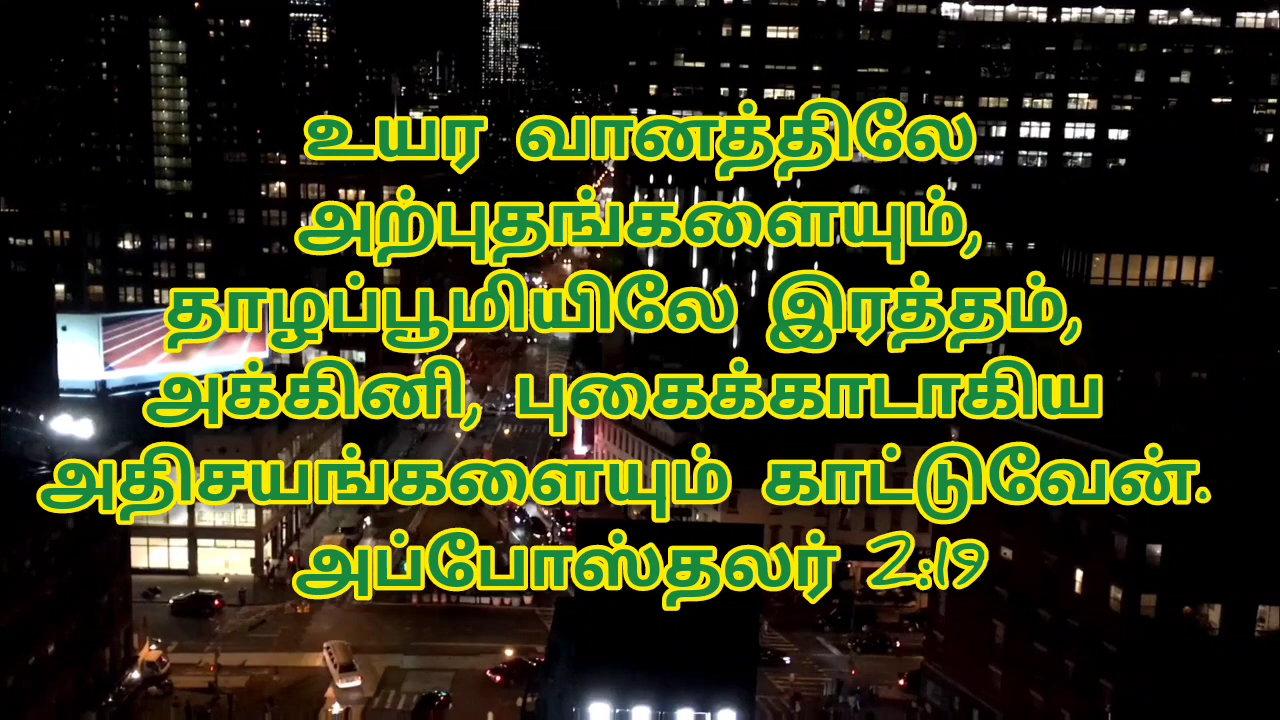 உயர வானத்திலே
அற்புதங்களையும்,
தாழப்பூமியிலே இரத்தம்,
அக்கினி, புகைக்காடாகிய
அதிசயங்களையும் காட்டுவேன்.
அப்போஸ்தலர் 2:19